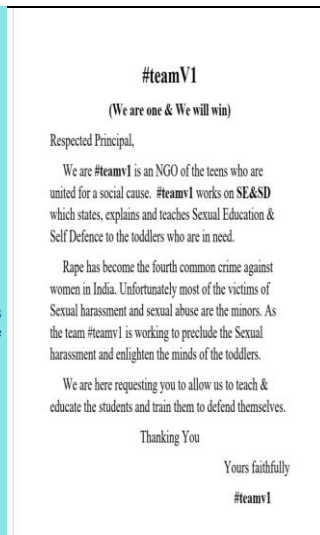 #teamV1
(We are one & We will win)
Respected Principal,
We are #teamv1 is an NGO of the teens who are
united for a social cause. #teamv1 works on SE&SD
which states, explains and teaches Sexual Education &
Self Defence to the toddlers who are in need.
Rape has become the fourth common crime against
women in India. Unfortunately most of the victims of
Sexual harassment and sexual abuse are the minors. As
the team #teamv1 is working to preclude the Sexual
harassment and enlighten the minds of the toddlers.
We are here requesting you to allow us to teach &
educate the students and train them to defend themselves.
Thanking You
Yours faithfully
#teamv1